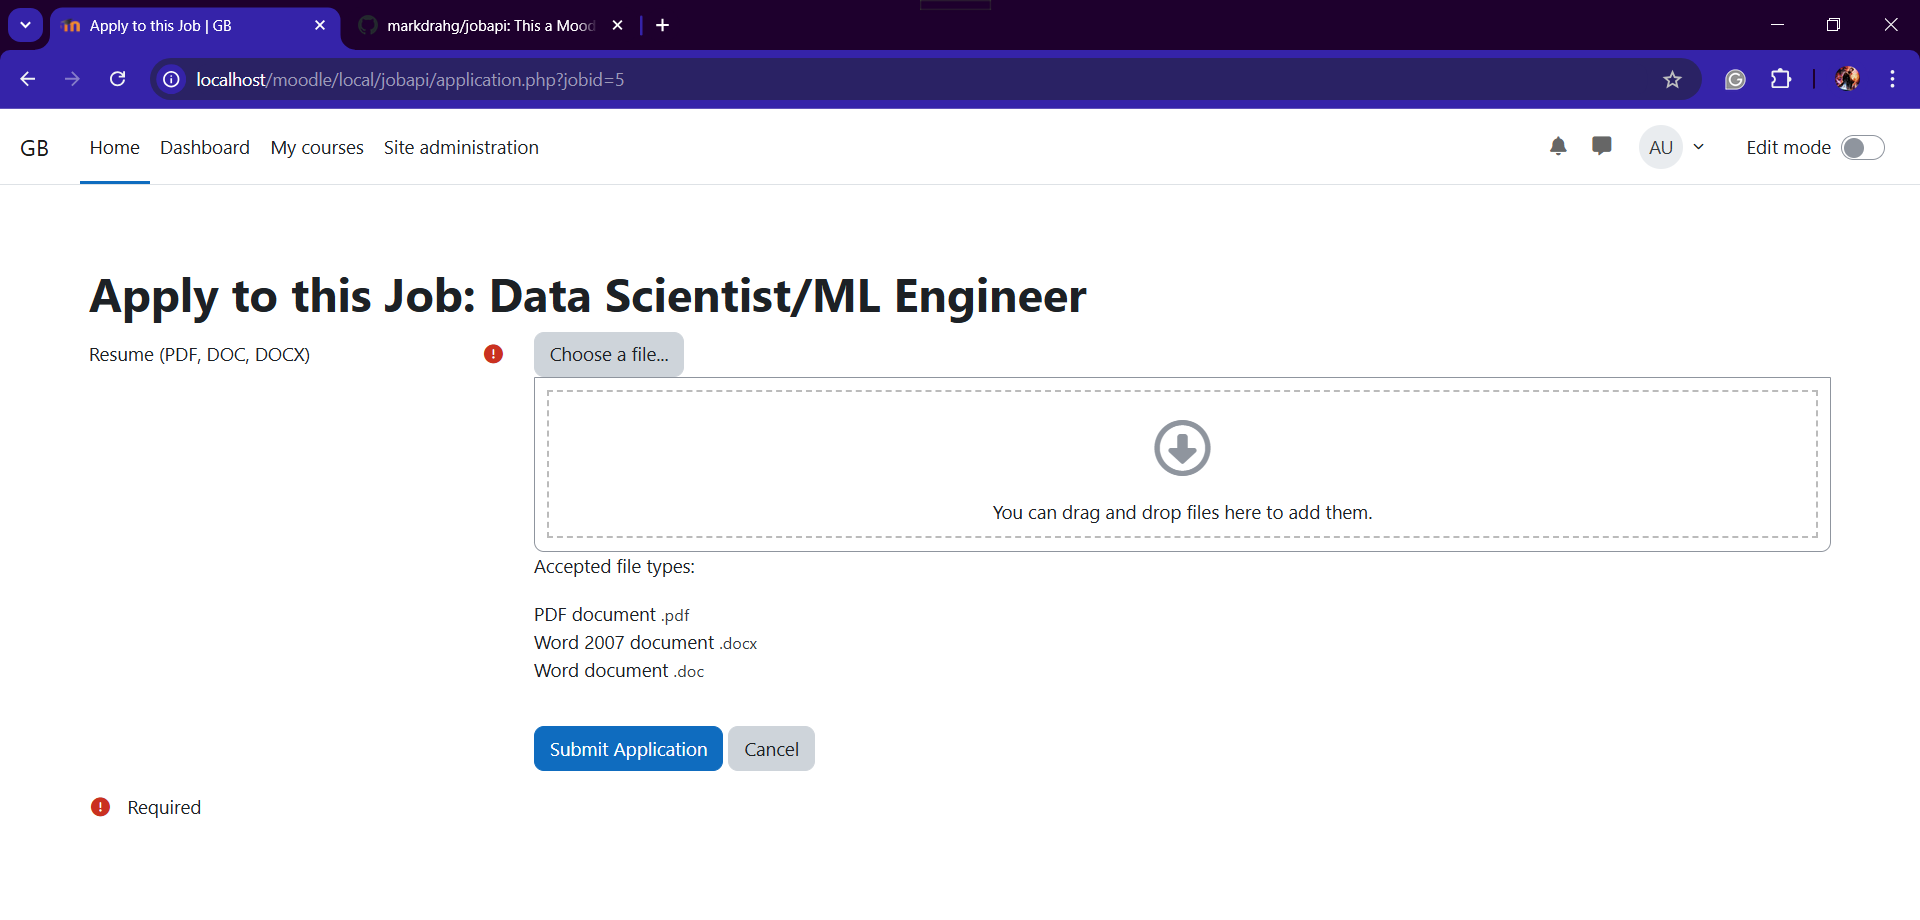 Apply to this Job | GB
markdrahg/jobapi: This a Mood
localhost/moodle/local/jobapi/application.php?jobid=5
GB Home Dashboard My courses Site administration AU Edit mode
Apply to this Job: Data Scientist/ML Engineer
Resume (PDF, DOC, DOCX) Choose a file...
You can drag and drop files here to add them.
Accepted file types:
PDF document .pdf
Word 2007 document .docx
Word document .doc
Submit Application Cancel
Required